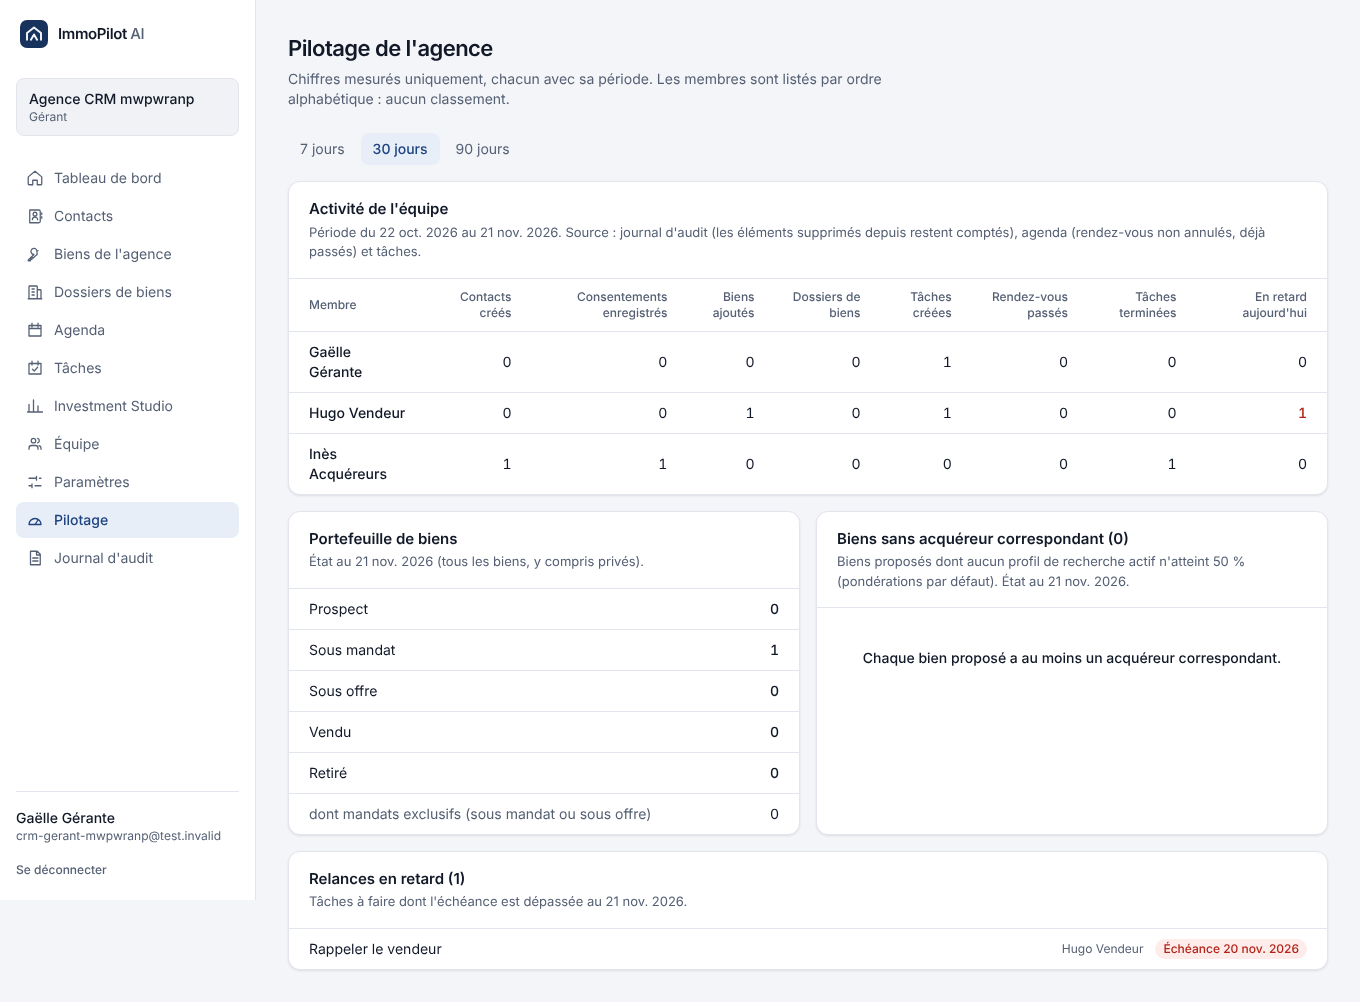 ImmoPilot AI
Agence CRM mwpwranp
Gérant
Tableau de bord
Contacts
Biens de l'agence
Dossiers de biens
Agenda
Tâches
Investment Studio
Équipe
Paramètres
Pilotage
Journal d'audit
Gaëlle Gérante
crm-gerant-mwpwranp@test.invalid
Se déconnecter
Pilotage de l'agence
Chiffres mesurés uniquement, chacun avec sa période. Les membres sont listés par ordre
alphabétique : aucun classement.
7 jours 30 jours 90 jours
Activité de l'équipe
Période du 22 oct. 2026 au 21 nov. 2026. Source : journal d'audit (les éléments supprimés depuis restent comptés), agenda (rendez-vous non annulés, déjà
passés) et tâches.
Membre Contacts créés Consentements enregistrés Biens ajoutés Dossiers de biens Tâches créées Rendez-vous passés Tâches terminées En retard aujourd'hui
Gaëlle Gérante 0 0 0 0 1 0 0 0
Hugo Vendeur 0 0 1 0 1 0 0 1
Inès Acquéreurs 1 1 0 0 0 0 1 0
Portefeuille de biens
État au 21 nov. 2026 (tous les biens, y compris privés).
Prospect 0
Sous mandat 1
Sous offre 0
Vendu 0
Retiré 0
dont mandats exclusifs (sous mandat ou sous offre) 0
Biens sans acquéreur correspondant (0)
Biens proposés dont aucun profil de recherche actif n'atteint 50 %
(pondérations par défaut). État au 21 nov. 2026.
Chaque bien proposé a au moins un acquéreur correspondant.
Relances en retard (1)
Tâches à faire dont l'échéance est dépassée au 21 nov. 2026.
Rappeler le vendeur Hugo Vendeur Échéance 20 nov. 2026